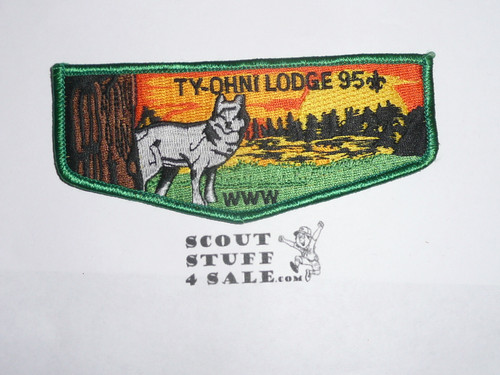 TY-OHNI LODGE 95
WWW
SCOUT
STUFF
4 SALE.COM